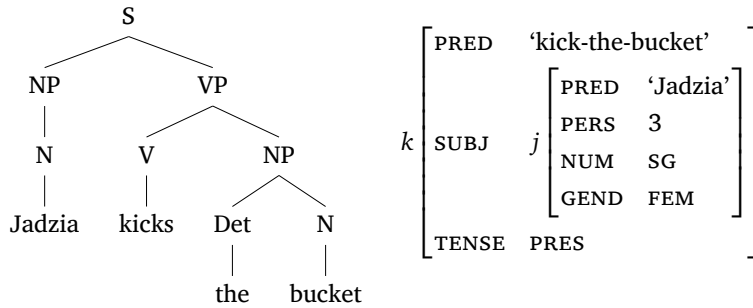 S
NP VP
N V NP
Jadzia kicks Det N
the bucket
PRED ‘kick-the-bucket’
k SUBJ j PRED ‘Jadzia’
PERS 3
NUM SG
GEND FEM
TENSE PRES